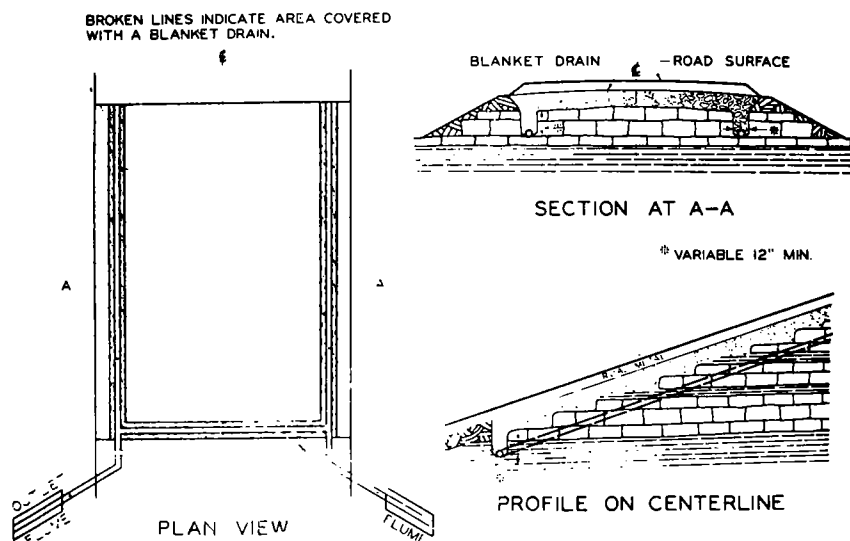 BROKEN LINES INDICATE AREA COVERED
WITH A BLANKET DRAIN.
BLANKET DRAIN
ROAD SURFACE
SECTION AT A-A
VARIABLE 12" MIN.
A
PLAN VIEW
PROFILE ON CENTERLINE